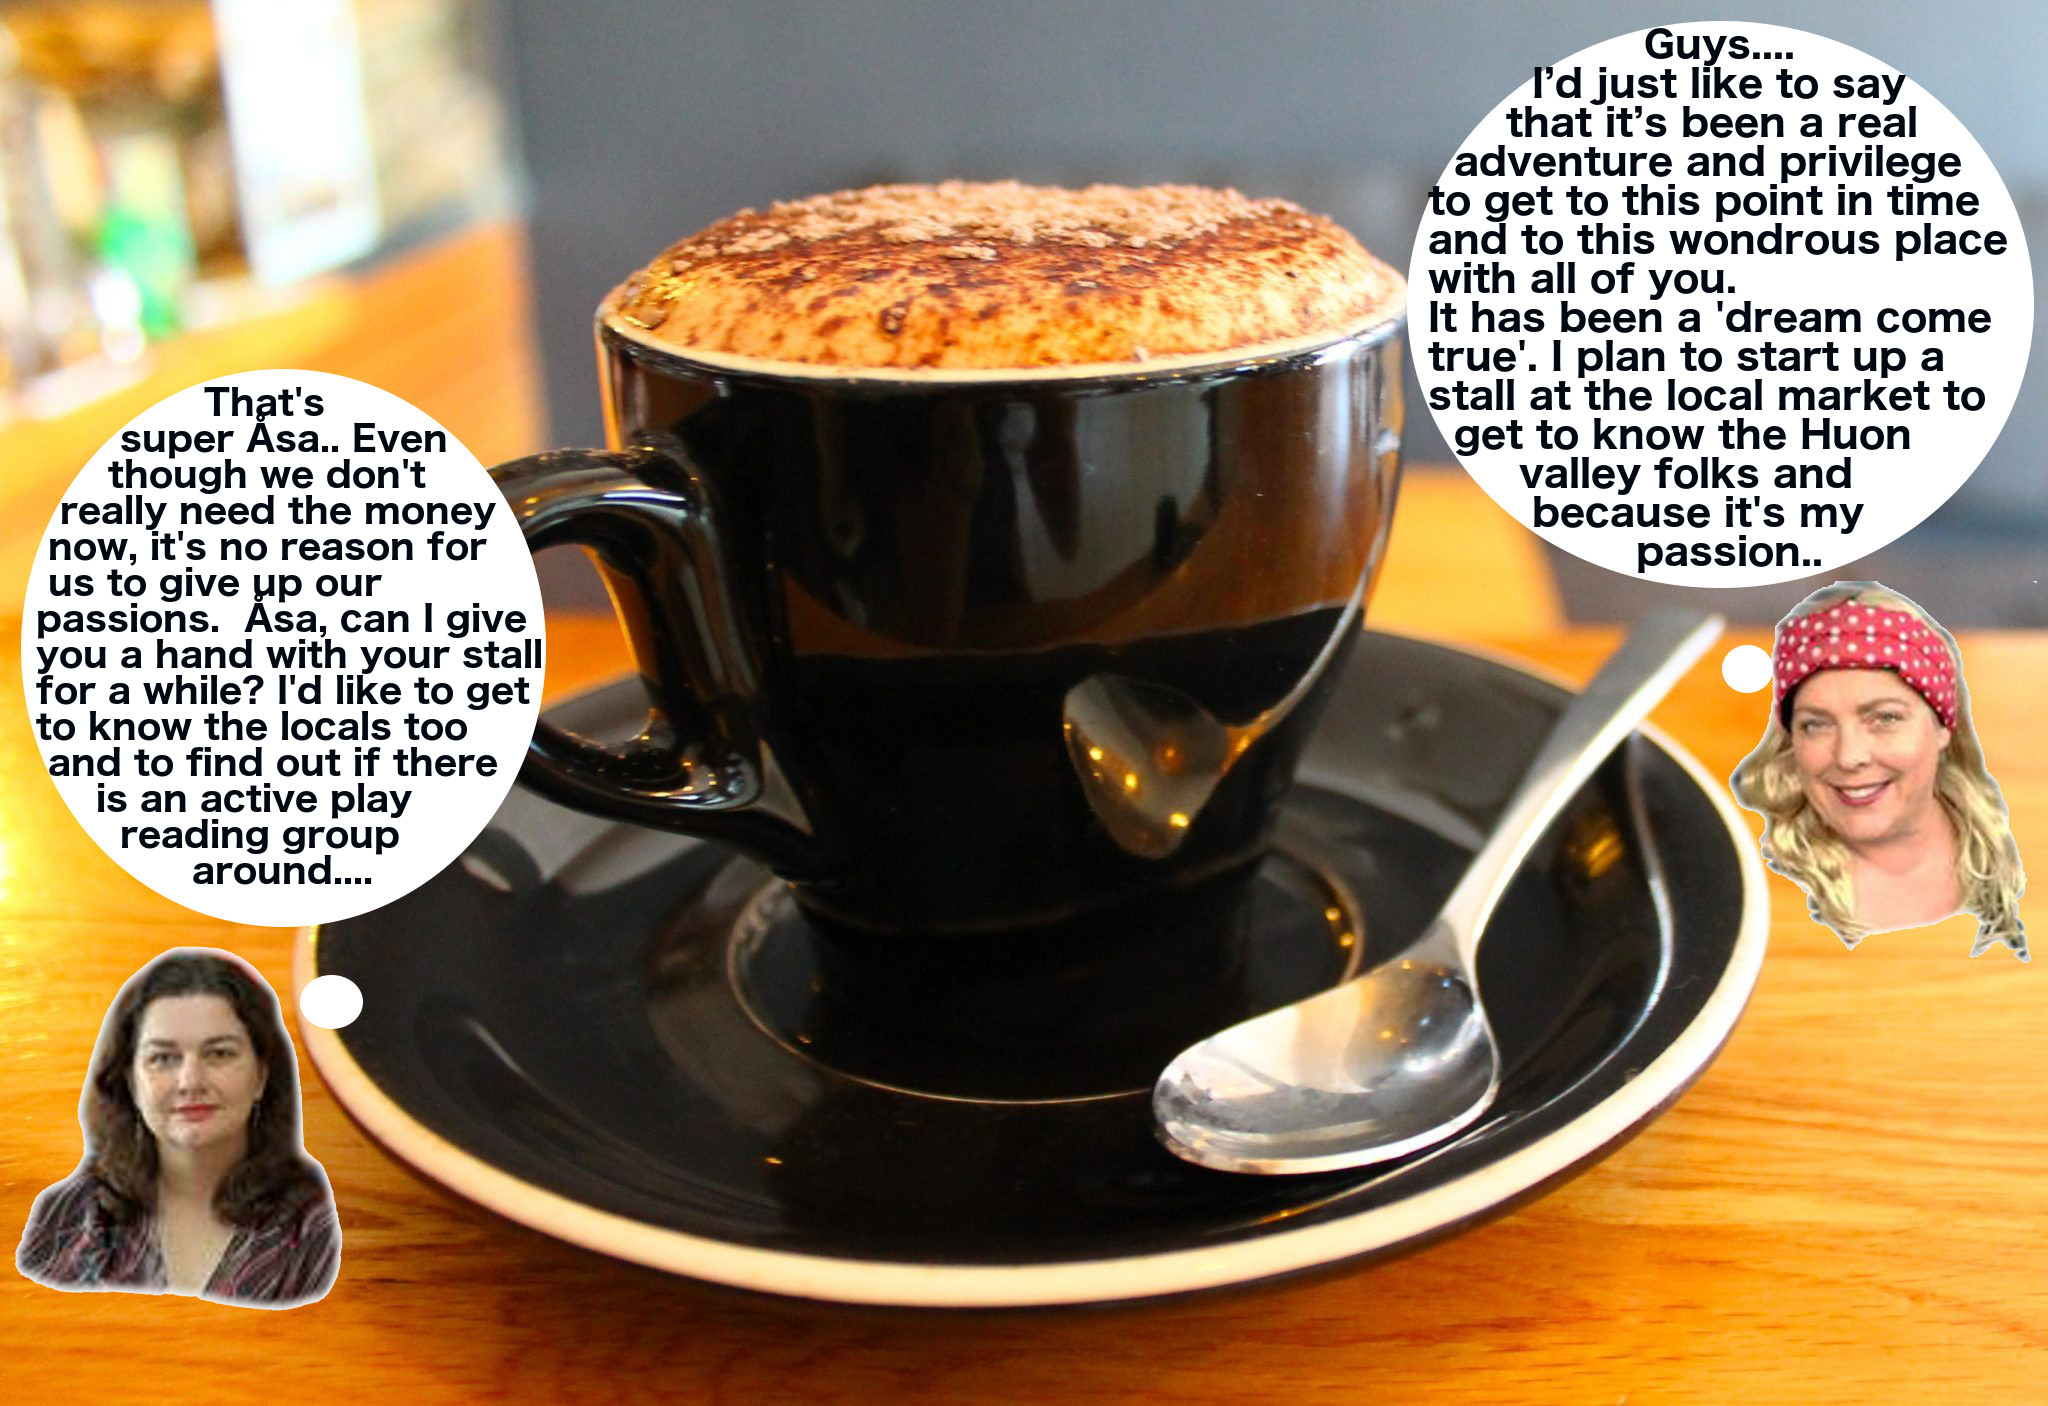 Guys....
I’d just like to say
that it’s been a real
adventure and privilege
to get to this point in time
and to this wondrous place
with all of you.
It has been a 'dream come
true'. I plan to start up a
stall at the local market to
get to know the Huon
valley folks and
because it's my
passion..
That's
super Åsa.. Even
though we don't
really need the money
now, it's no reason for
us to give up our
passions.  Åsa, can I give
you a hand with your stall
for a while? I'd like to get
to know the locals too
and to find out if there
is an active play
reading group
around....